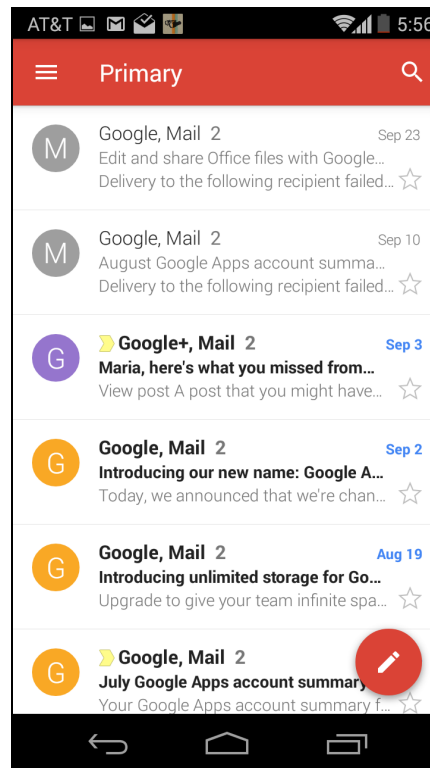 AT&T 5:56
Primary
M Google, Mail 2 Sep 23
Edit and share Office files with Google...
Delivery to the following recipient failed...
M Google, Mail 2 Sep 10
August Google Apps account summa...
Delivery to the following recipient failed...
G Google+, Mail 2 Sep 3
Maria, here's what you missed from...
View post A post that you might have...
G Google, Mail 2 Sep 2
Introducing our new name: Google A...
Today, we announced that we're chan...
G Google, Mail 2 Aug 19
Introducing unlimited storage for Go...
Upgrade to give your team infinite spa...
G Google, Mail 2
July Google Apps account summary
Your Google Apps account summary f...